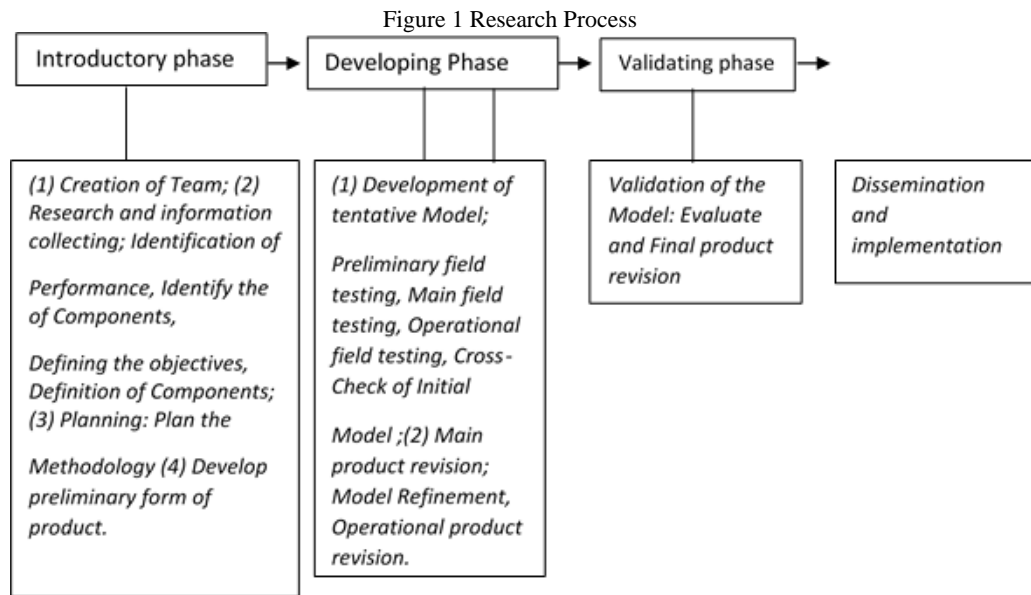 Figure 1 Research Process
Introductory phase
Developing Phase
Validating phase
(1) Creation of Team; (2)
Research and information
collecting; Identification of
Performance, Identify the
of Components,
Defining the objectives,
Definition of Components;
(3) Planning: Plan the
Methodology (4) Develop
preliminary form of
product.
(1) Development of
tentative Model;
Preliminary field
testing, Main field
testing, Operational
field testing, Cross-
Check of Initial
Model ;(2) Main
product revision;
Model Refinement,
Operational product
revision.
Validation of the
Model: Evaluate
and Final product
revision
Dissemination
and
implementation